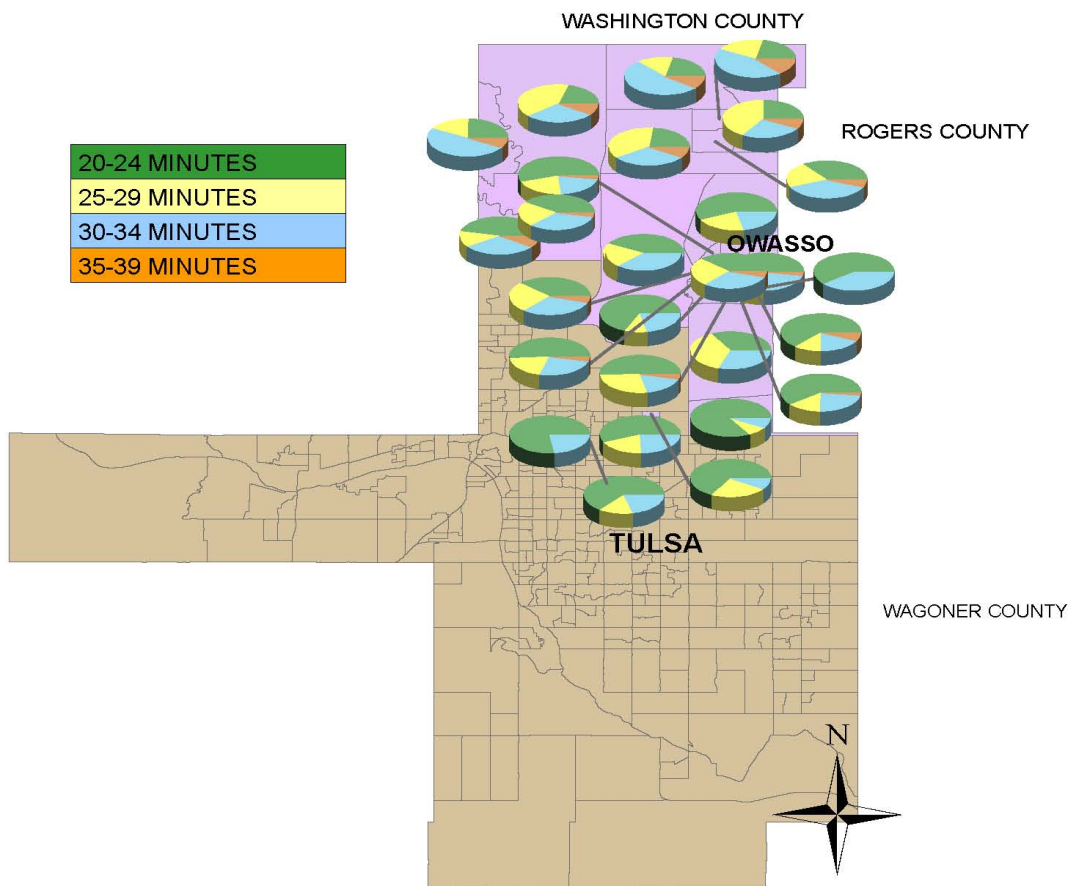 WASHINGTON COUNTY
ROGERS COUNTY
20-24 MINUTES
25-29 MINUTES
30-34 MINUTES
35-39 MINUTES
OWASSO
TULSA
WAGONER COUNTY
N